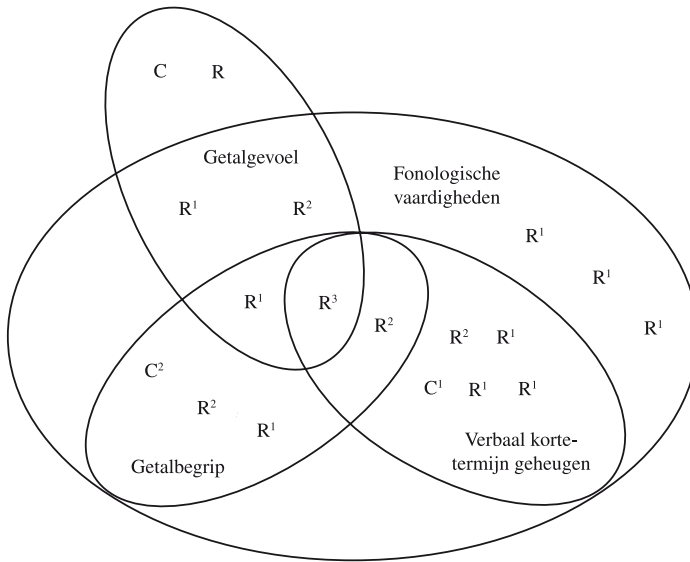 C R
Getalgevoel
Fonologische
vaardigheden
R¹ R²
R¹
R¹
R¹
R¹ R³
R²
R² R¹
C²
C¹ R¹ R¹
R²
R¹
Getalbegrip
Verbaal korte-
termijn geheugen